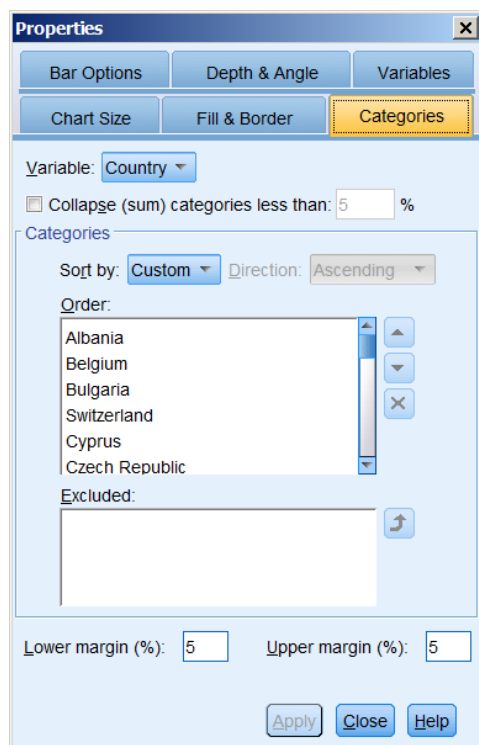 Properties
Bar Options Depth & Angle Variables
Chart Size Fill & Border Categories
Variable: Country
Collapse (sum) categories less than: 5 %
Categories
Sort by: Custom Direction: Ascending
Order:
Albania
Belgium
Bulgaria
Switzerland
Cyprus
Czech Republic
Excluded:
Lower margin (%): 5 Upper margin (%): 5
Apply Close Help